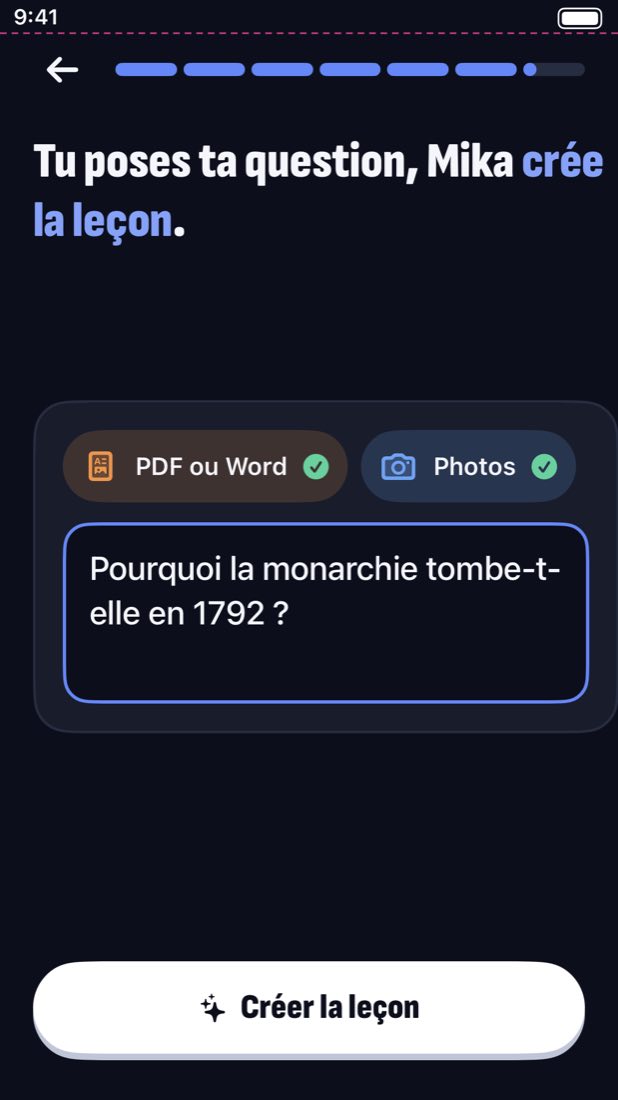 9:41
Tu poses ta question, Mika crée
la leçon.
PDF ou Word
Photos
Pourquoi la monarchie tombe-t-
elle en 1792 ?
Créer la leçon